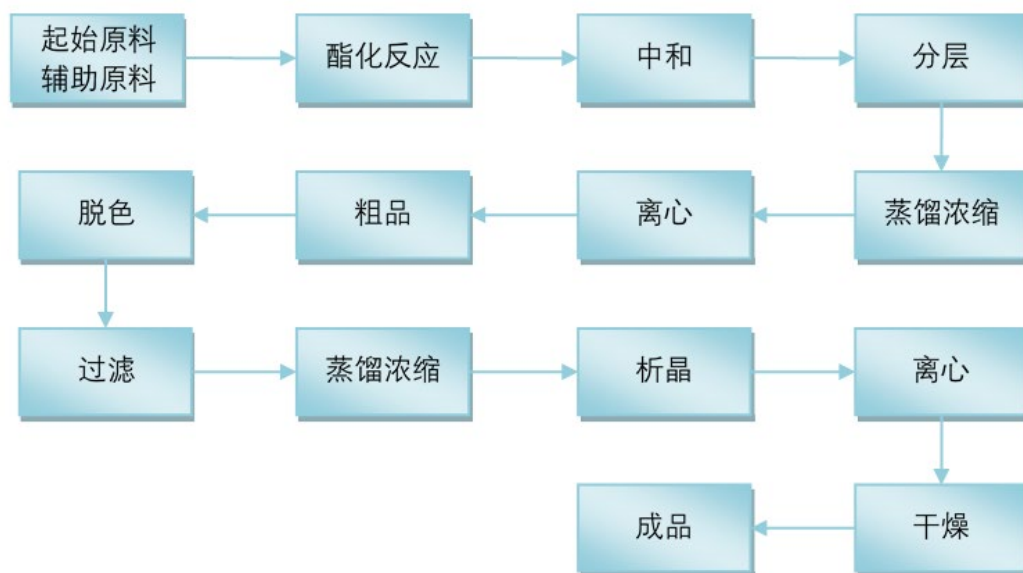 起始原料
辅助原料
酯化反应
中和
分层
蒸馏浓缩
离心
粗品
脱色
过滤
蒸馏浓缩
析晶
离心
干燥
成品